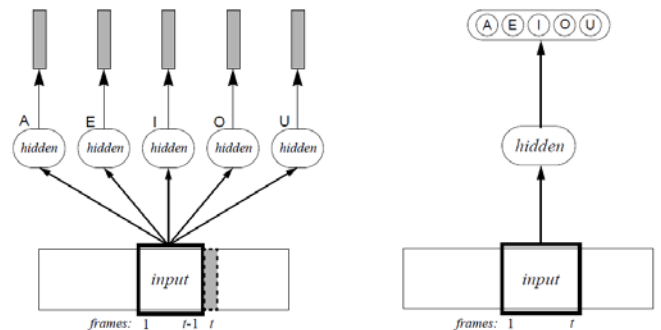 A E I O U
hidden hidden hidden hidden hidden
input
frames: 1 t-1 t
A E I O U
hidden
input
frames: 1 t